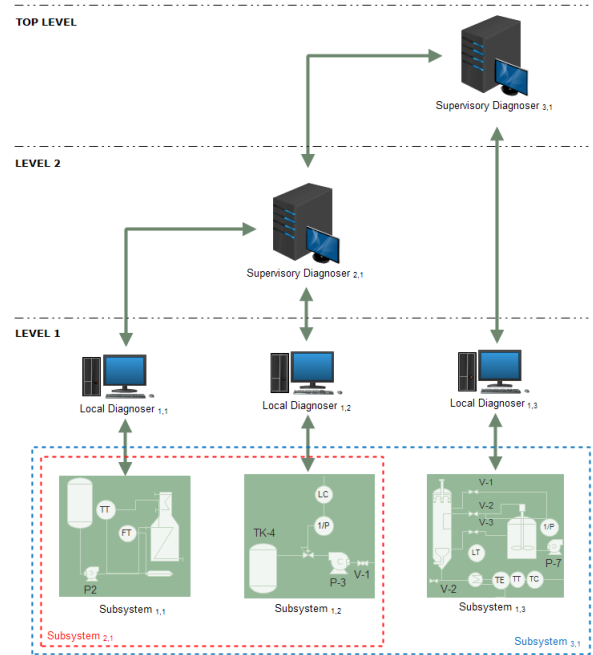 TOP LEVEL
Supervisory Diagnoser 3,1
LEVEL 2
Supervisory Diagnoser 2,1
LEVEL 1
Local Diagnoser 1,1
Local Diagnoser 1,2
Local Diagnoser 1,3
TT
FT
P2
LC
1/P
TK-4
P-3
V-1
V-1
V-2
V-3
1/P
P-7
LT
V-2
TE
TT
TC
Subsystem 1,1
Subsystem 1,2
Subsystem 1,3
Subsystem 2,1
Subsystem 3,1